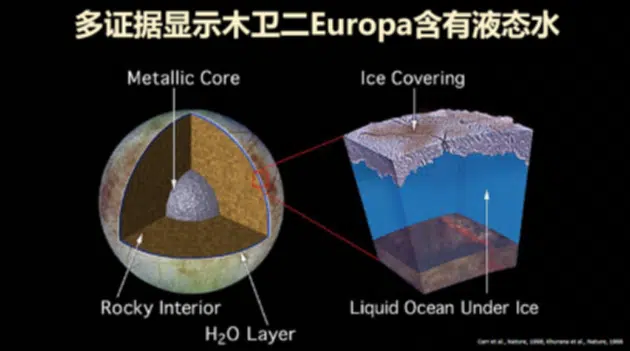 多证据显示木卫二Europa含有液态水
Metallic Core
Ice Covering
Rocky Interior
Liquid Ocean Under Ice
H₂O Layer
Carr et al., Nature, 1998, Khurana et al., Nature, 1998